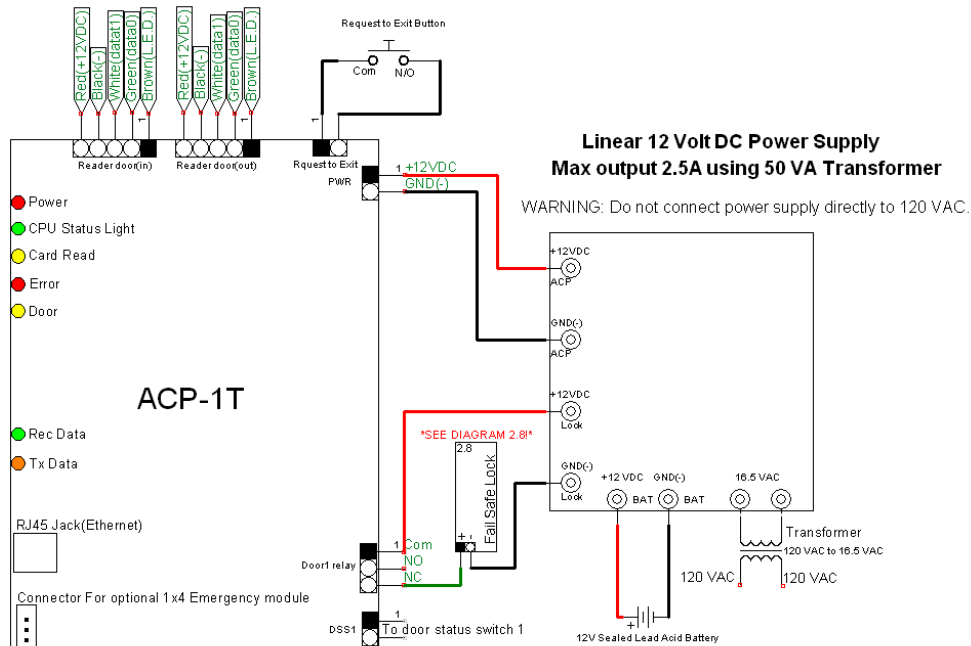 Red(+12VDC)
Black(-)
White(datat1)
Green(data0)
Brown(L.E.D.)
Red(+12VDC)
Black(-)
White(datat1)
Green(data0)
Brown(L.E.D.)
Request to Exit Button
Com
N/O
1
1
1
Reader door(in)
Reader door(out)
Rquest to Exit
PWR
1
+12VDC
GND(-)
Linear 12 Volt DC Power Supply
Max output 2.5A using 50 VA Transformer
WARNING: Do not connect power supply directly to 120 VAC.
Power
CPU Status Light
Card Read
Error
Door
ACP-1T
Rec Data
Tx Data
RJ45 Jack(Ethernet)
Connector For optional 1x4 Emergency module
+12VDC
ACP
GND(-)
ACP
+12VDC
Lock
GND(-)
Lock
*SEE DIAGRAM 2.8!*
2.8
Fail Safe Lock
+ -
Door1 relay
1
Com
NO
NC
DSS1
1
To door status switch 1
+12 VDC
GND(-)
BAT
BAT
16.5 VAC
Transformer
120 VAC to 16.5 VAC
120 VAC
120 VAC
+
12V Sealed Lead Acid Battery